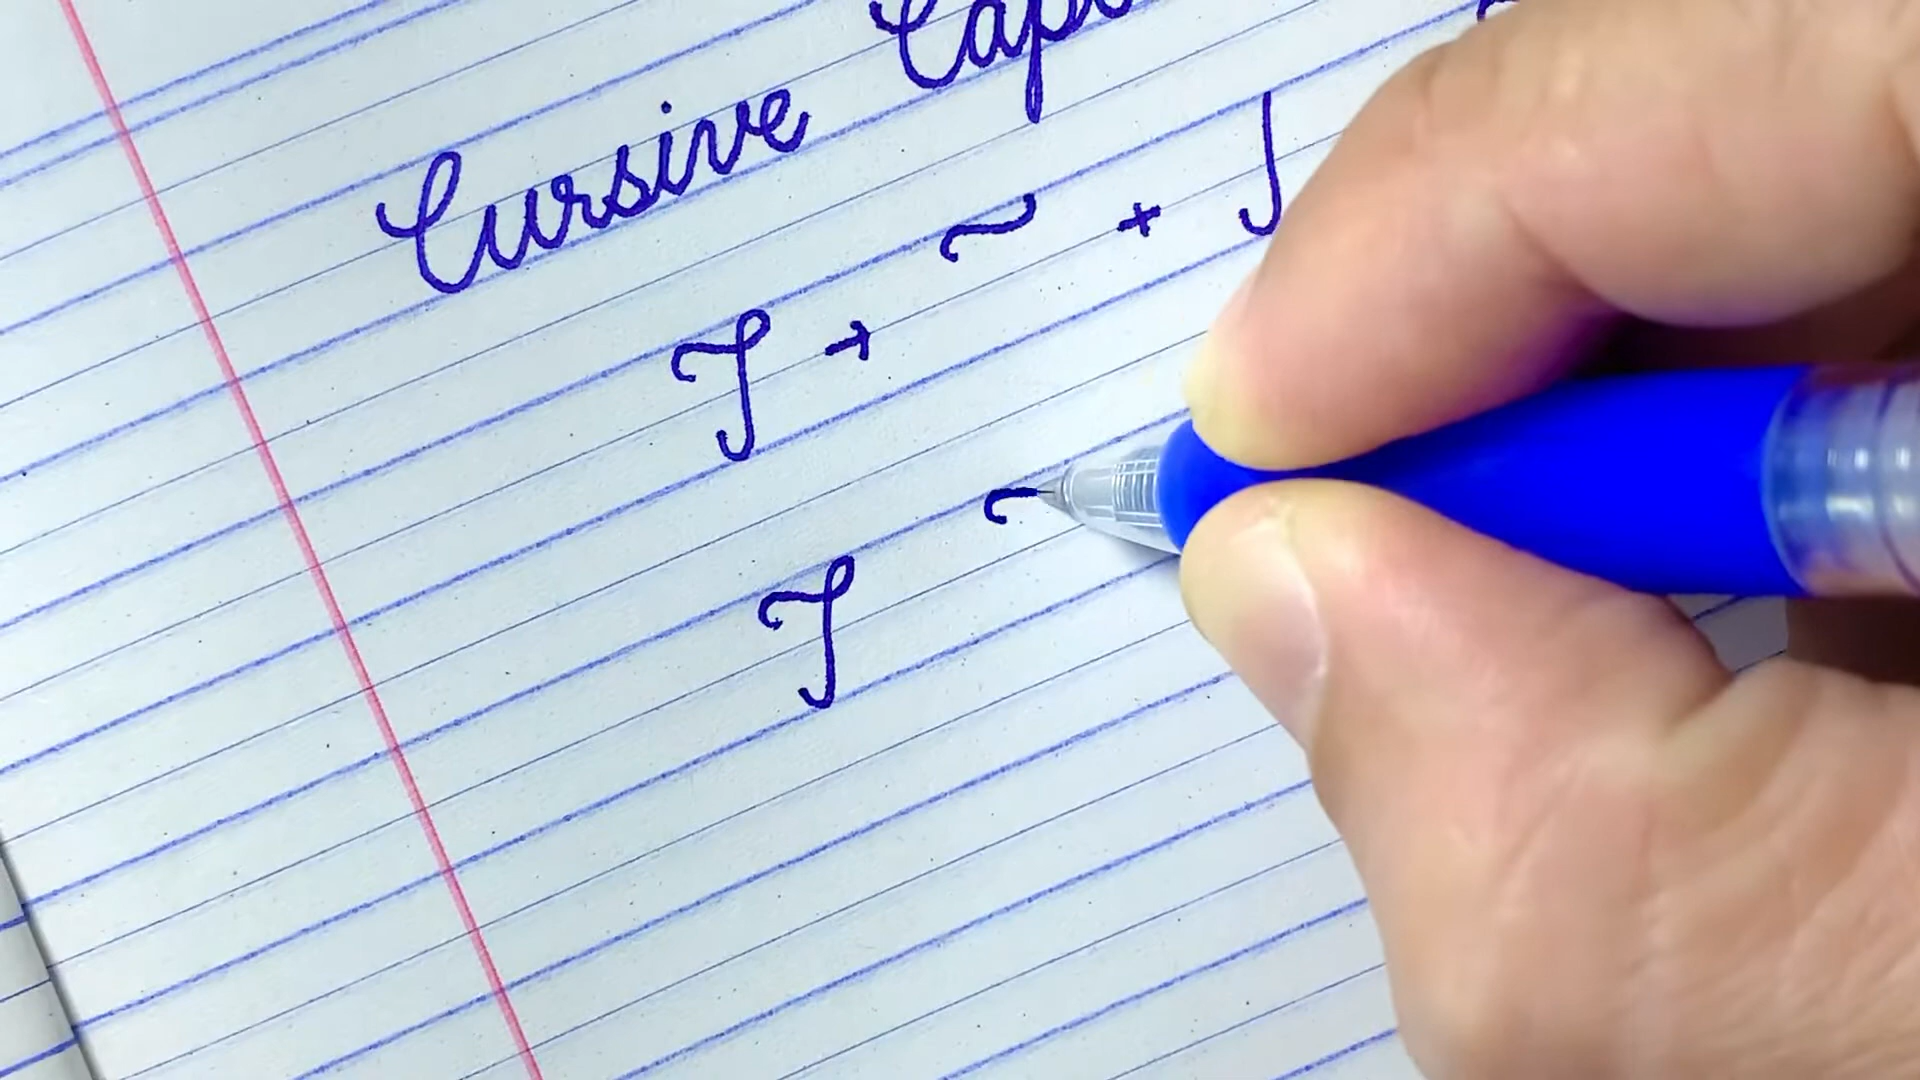 Cursive
T → ~ + J
T